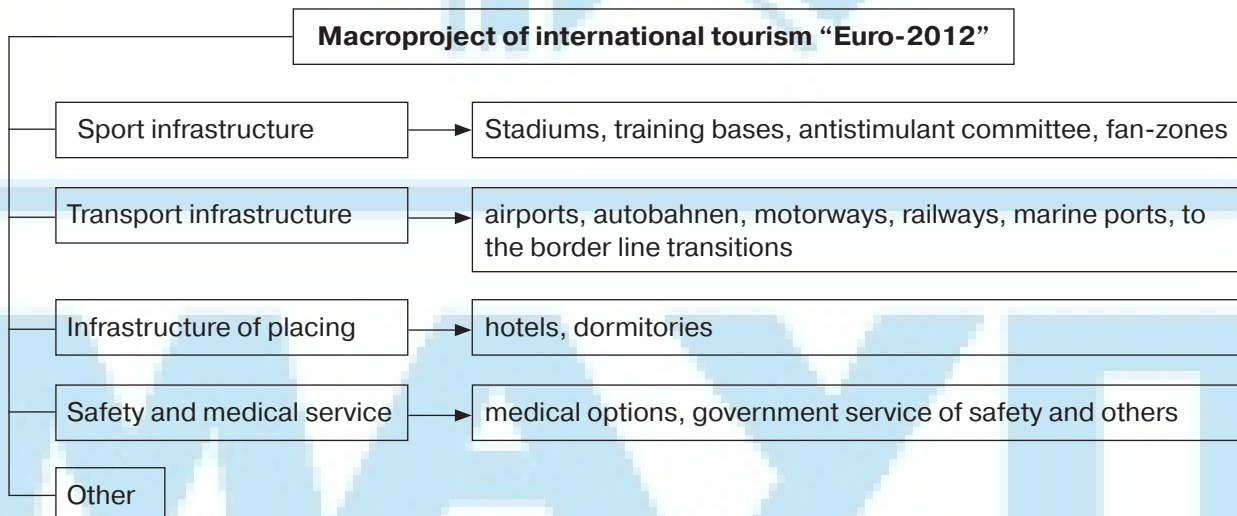 Macroproject of international tourism “Euro-2012”
Sport infrastructure
Stadiums, training bases, antistimulant committee, fan-zones
Transport infrastructure
airports, autobahnen, motorways, railways, marine ports, to
the border line transitions
Infrastructure of placing
hotels, dormitories
Safety and medical service
medical options, government service of safety and others
Other